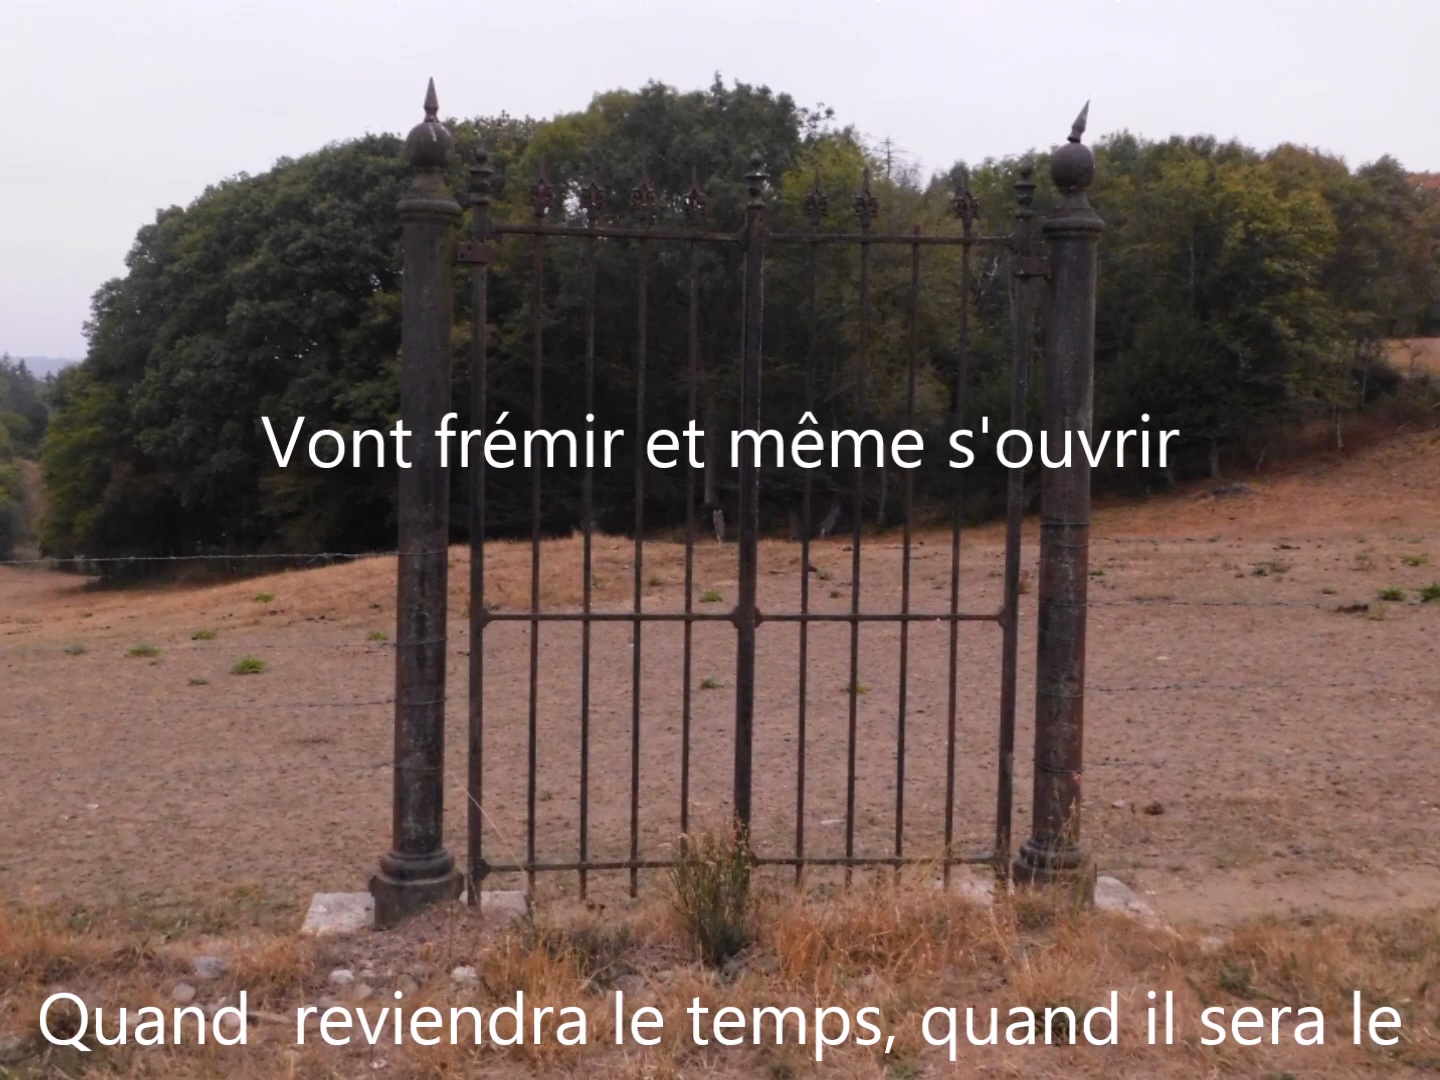 Vont frémir et même s'ouvrir
Quand  reviendra le temps, quand il sera le